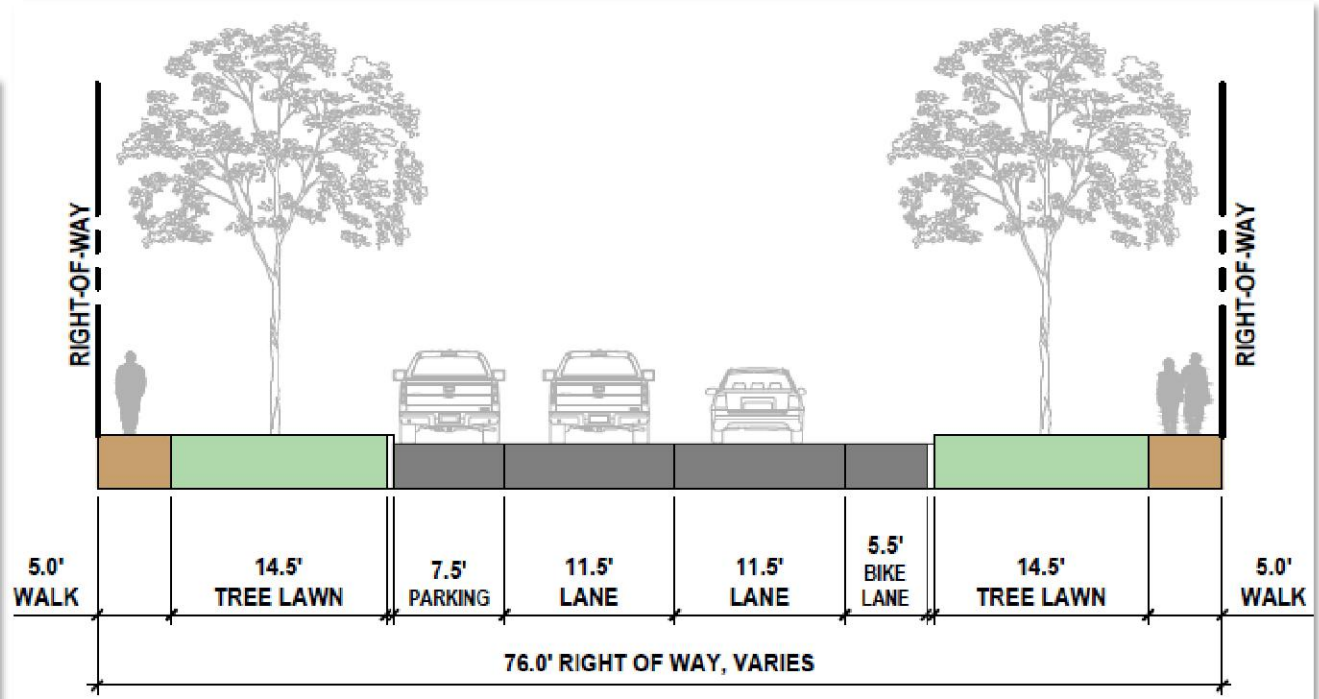 RIGHT-OF-WAY
RIGHT-OF-WAY
5.0'
WALK
14.5'
TREE LAWN
7.5'
PARKING
11.5'
LANE
11.5'
LANE
5.5'
BIKE
LANE
14.5'
TREE LAWN
5.0'
WALK
76.0' RIGHT OF WAY, VARIES